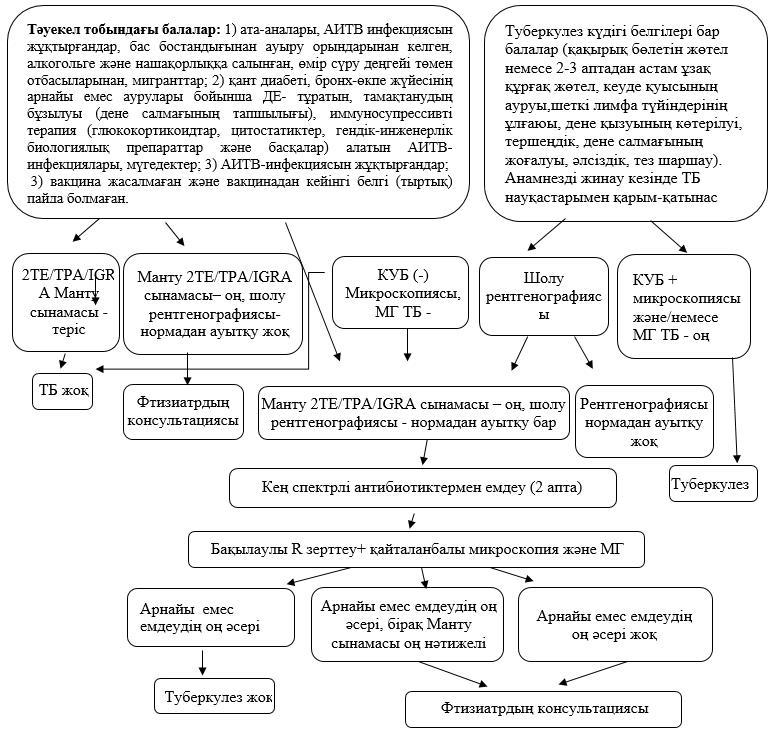 Тәуекел тобындағы балалар: 1) ата-аналары, АИТВ инфекциясын
жұқтырғандар, бас бостандығынан ауыру орындарынан келген,
алкогольге және нашақорлыққа салынған, өмір сүру деңгейі төмен
отбасыларынан, мигранттар; 2) қант диабеті, бронх-өкпе жүйесінің
арнайы емес аурулары бойынша ДЕ- тұратын, тамақтанудың
бұзылуы (дене салмағының тапшылығы), иммуносупрессивті
терапия (глюкокортикоидтар, цитостатиктер, гендік-инженерлік
биологиялық препараттар және басқалар) алатын АИТВ-
инфекциялары, мүгедектер; 3) АИТВ-инфекциясын жұқтырғандар;
3) вакцина жасалмаған және вакцинадан кейінгі белгі (тыртық)
пайда болмаған.
Туберкулез күдігі белгілері бар
балалар (қақырық бөлетін жөтел
немесе 2-3 аптадан астам ұзақ
құрғақ жөтел, кеуде қуысының
ауруы,шеткі лимфа түйіндерінің
ұлғаюы, дене қызуының көтерілуі,
тершеңдік, дене салмағының
жоғалуы, әлсіздік, тез шаршау).
Анамнезді жинау кезінде ТБ
науқастарымен қарым-қатынас
2ТЕ/ТРА/IGR
А Манту
сынамасы -
теріс
Манту 2ТЕ/ТРА/IGRA
сынамасы– оң, шолу
рентгенографиясы-
нормадан ауытқу жоқ
КУБ (-)
Микроскопиясы,
МГ ТБ -
Шолу
рентгенографияс
ы
КУБ +
микроскопиясы
және/немесе
МГ ТБ - оң
ТБ жоқ
Фтизиатрдың
консультациясы
Манту 2ТЕ/ТРА/IGRA сынамасы – оң, шолу
рентгенографиясы - нормадан ауытқу бар
Рентгенографиясы
нормадан ауытқу
жоқ
Туберкулез
Кең спектрлі антибиотиктермен емдеу (2 апта)
Бақылаулы R зерттеу+ қайталанбалы микроскопия және МГ
Арнайы емес
емдеудің оң әсері
Арнайы емес емдеудің оң
әсері, бірақ Манту
сынамасы оң нәтижелі
Арнайы емес емдеудің
оң әсері жоқ
Туберкулез жоқ
Фтизиатрдың консультациясы